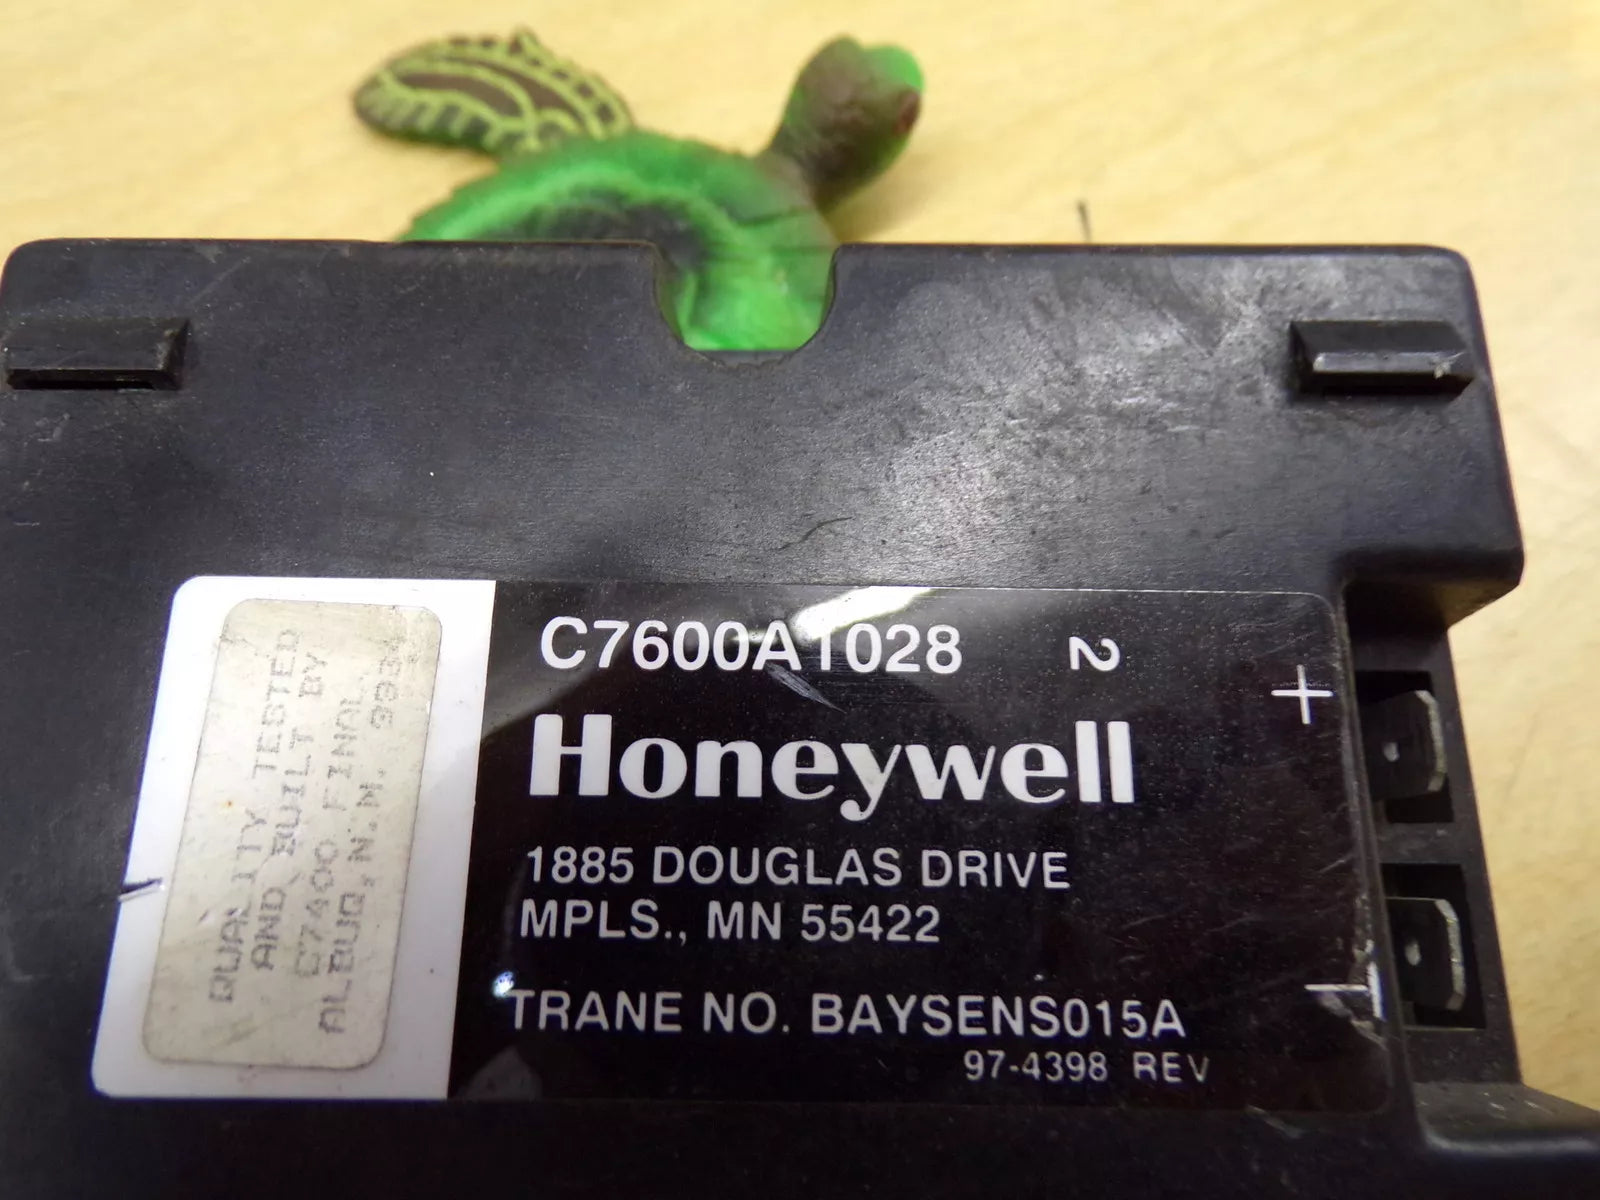 C7600A1028 2
Honeywell
1885 DOUGLAS DRIVE
MPLS., MN 55422
TRANE NO. BAYSENS015A
97-4398 REV
+
−
QUALITY TESTED
AND BUILT BY
C7400 FINAL
ALBUQ,N.M.